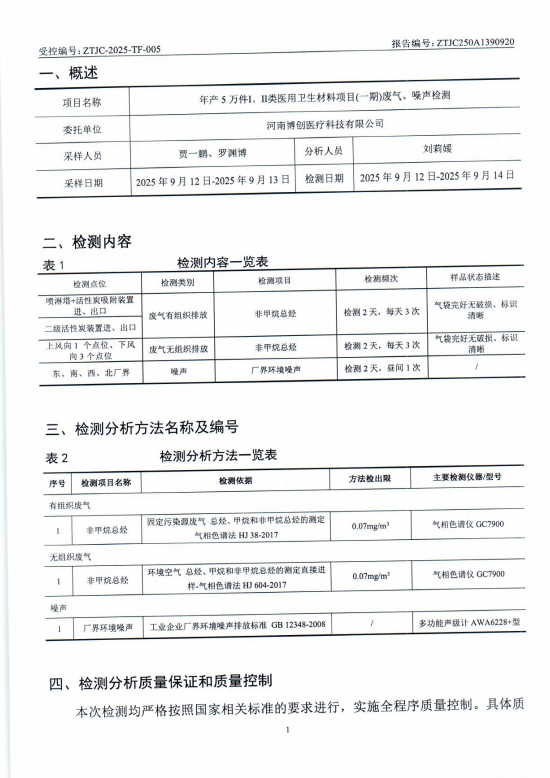 受控编号: ZTJC-2025-TF-005 报告编号: ZTJC250A1390920
一、概述
项目名称 年产 5 万件I、II类医用卫生材料项目(一期)废气、噪声检测
委托单位 河南博创医疗科技有限公司
采样人员 贾一鹏、罗渊博 分析人员 刘莉媛
采样日期 2025 年 9 月 12 日-2025 年 9 月 13 日 检测日期 2025 年 9 月 12 日-2025 年 9 月 14 日
二、检测内容
表 1 检测内容一览表
检测点位 检测类别 检测项目 检测频次 样品状态描述
喷淋塔+活性炭吸附装置进、出口 废气有组织排放 非甲烷总烃 检测 2 天，每天 3 次 气袋完好无破损、标识清晰
二级活性炭装置进、出口
上风向 1 个点位、下风向 3 个点位 废气无组织排放 非甲烷总烃 检测 2 天，每天 3 次 气袋完好无破损、标识清晰
东、南、西、北厂界 噪声 厂界环境噪声 检测 2 天，昼间 1 次 /
三、检测分析方法名称及编号
表 2 检测分析方法一览表
序号 检测项目名称 检测依据 方法检出限 主要检测仪器/型号
有组织废气
1 非甲烷总烃 固定污染源废气 总烃、甲烷和非甲烷总烃的测定 气相色谱法 HJ 38-2017 0.07mg/m³ 气相色谱仪 GC7900
无组织废气
1 非甲烷总烃 环境空气 总烃、甲烷和非甲烷总烃的测定直接进样-气相色谱法 HJ 604-2017 0.07mg/m³ 气相色谱仪 GC7900
噪声
1 厂界环境噪声 工业企业厂界环境噪声排放标准 GB 12348-2008 / 多功能声级计 AWA6228+型
四、检测分析质量保证和质量控制
本次检测均严格按照国家相关标准的要求进行，实施全程序质量控制。具体质
1